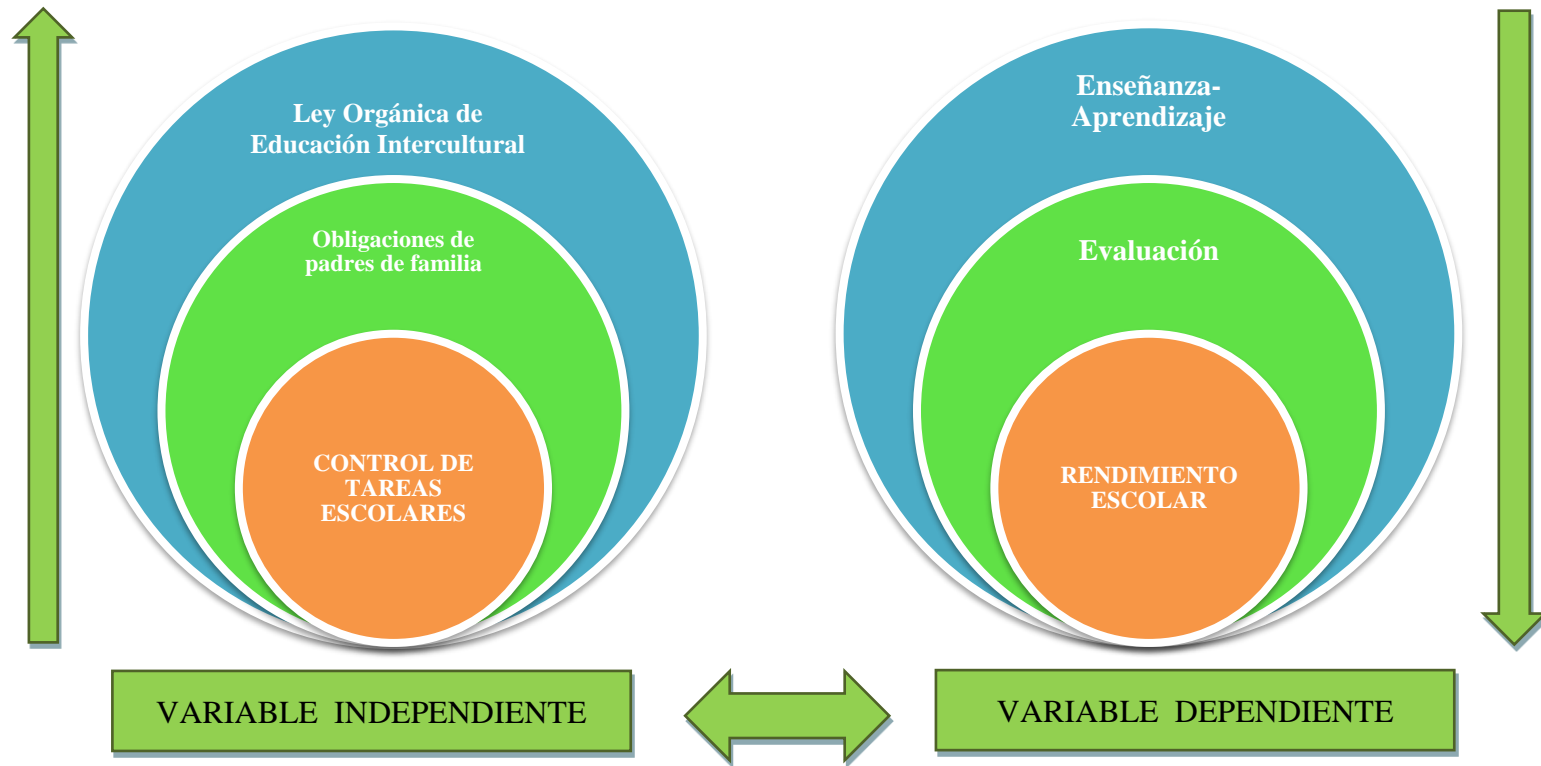 Ley Orgánica de
Educación Intercultural
Obligaciones de
padres de familia
CONTROL DE
TAREAS
ESCOLARES
VARIABLE INDEPENDIENTE
Enseñanza-
Aprendizaje
Evaluación
RENDIMIENTO
ESCOLAR
VARIABLE DEPENDIENTE